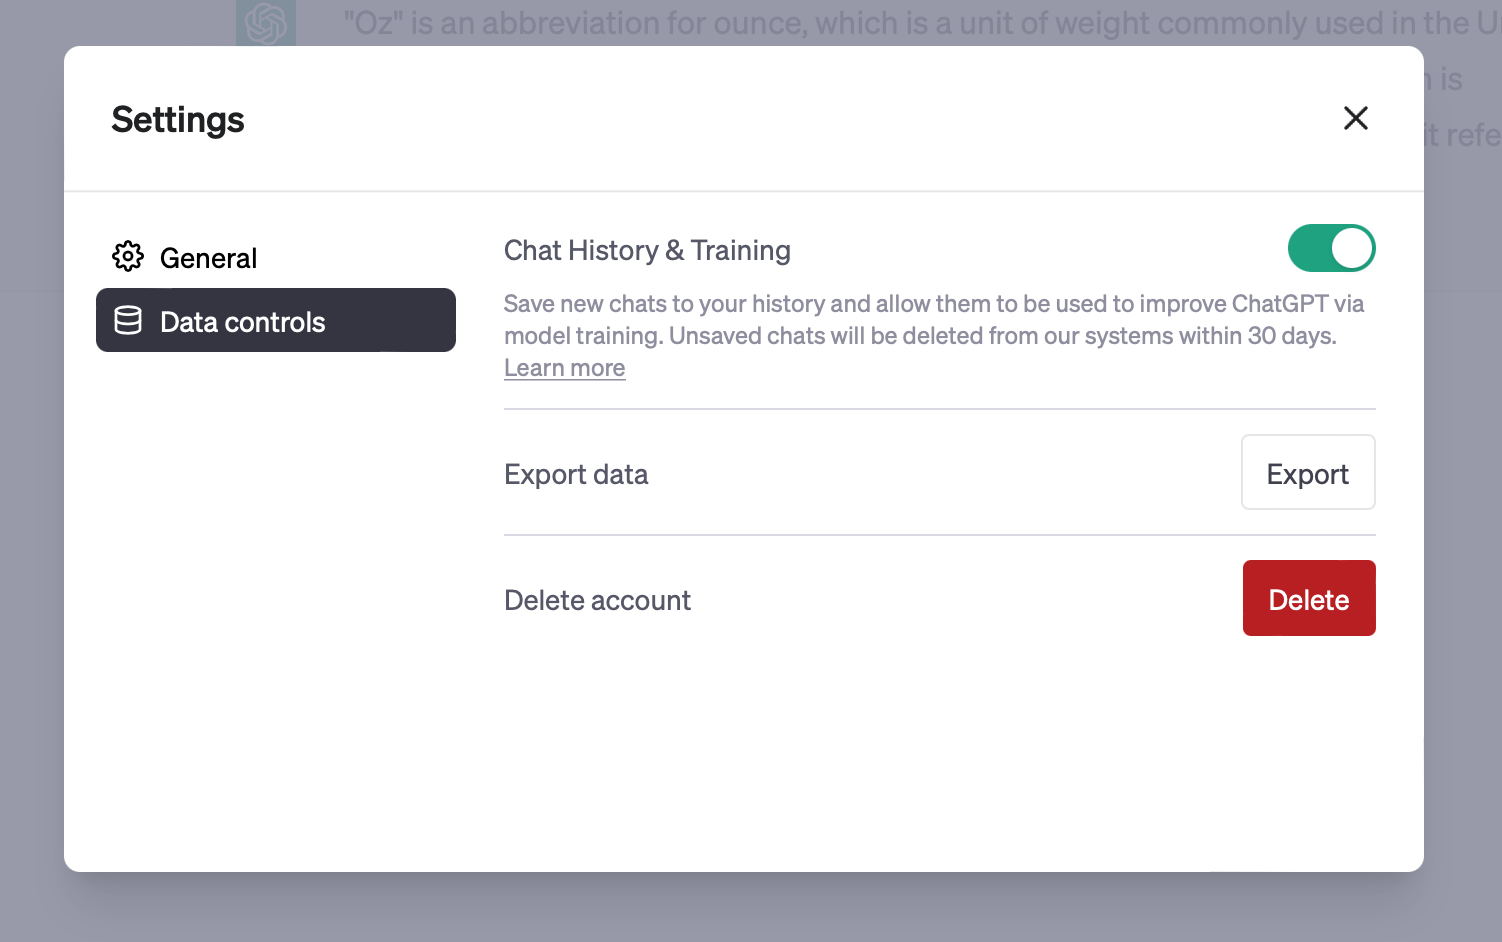 "Oz" is an abbreviation for ounce, which is a unit of weight commonly used in the
is
it
Settings
General
Data controls
Chat History & Training
Save new chats to your history and allow them to be used to improve ChatGPT via
model training. Unsaved chats will be deleted from our systems within 30 days.
Learn more
Export data
Export
Delete account
Delete